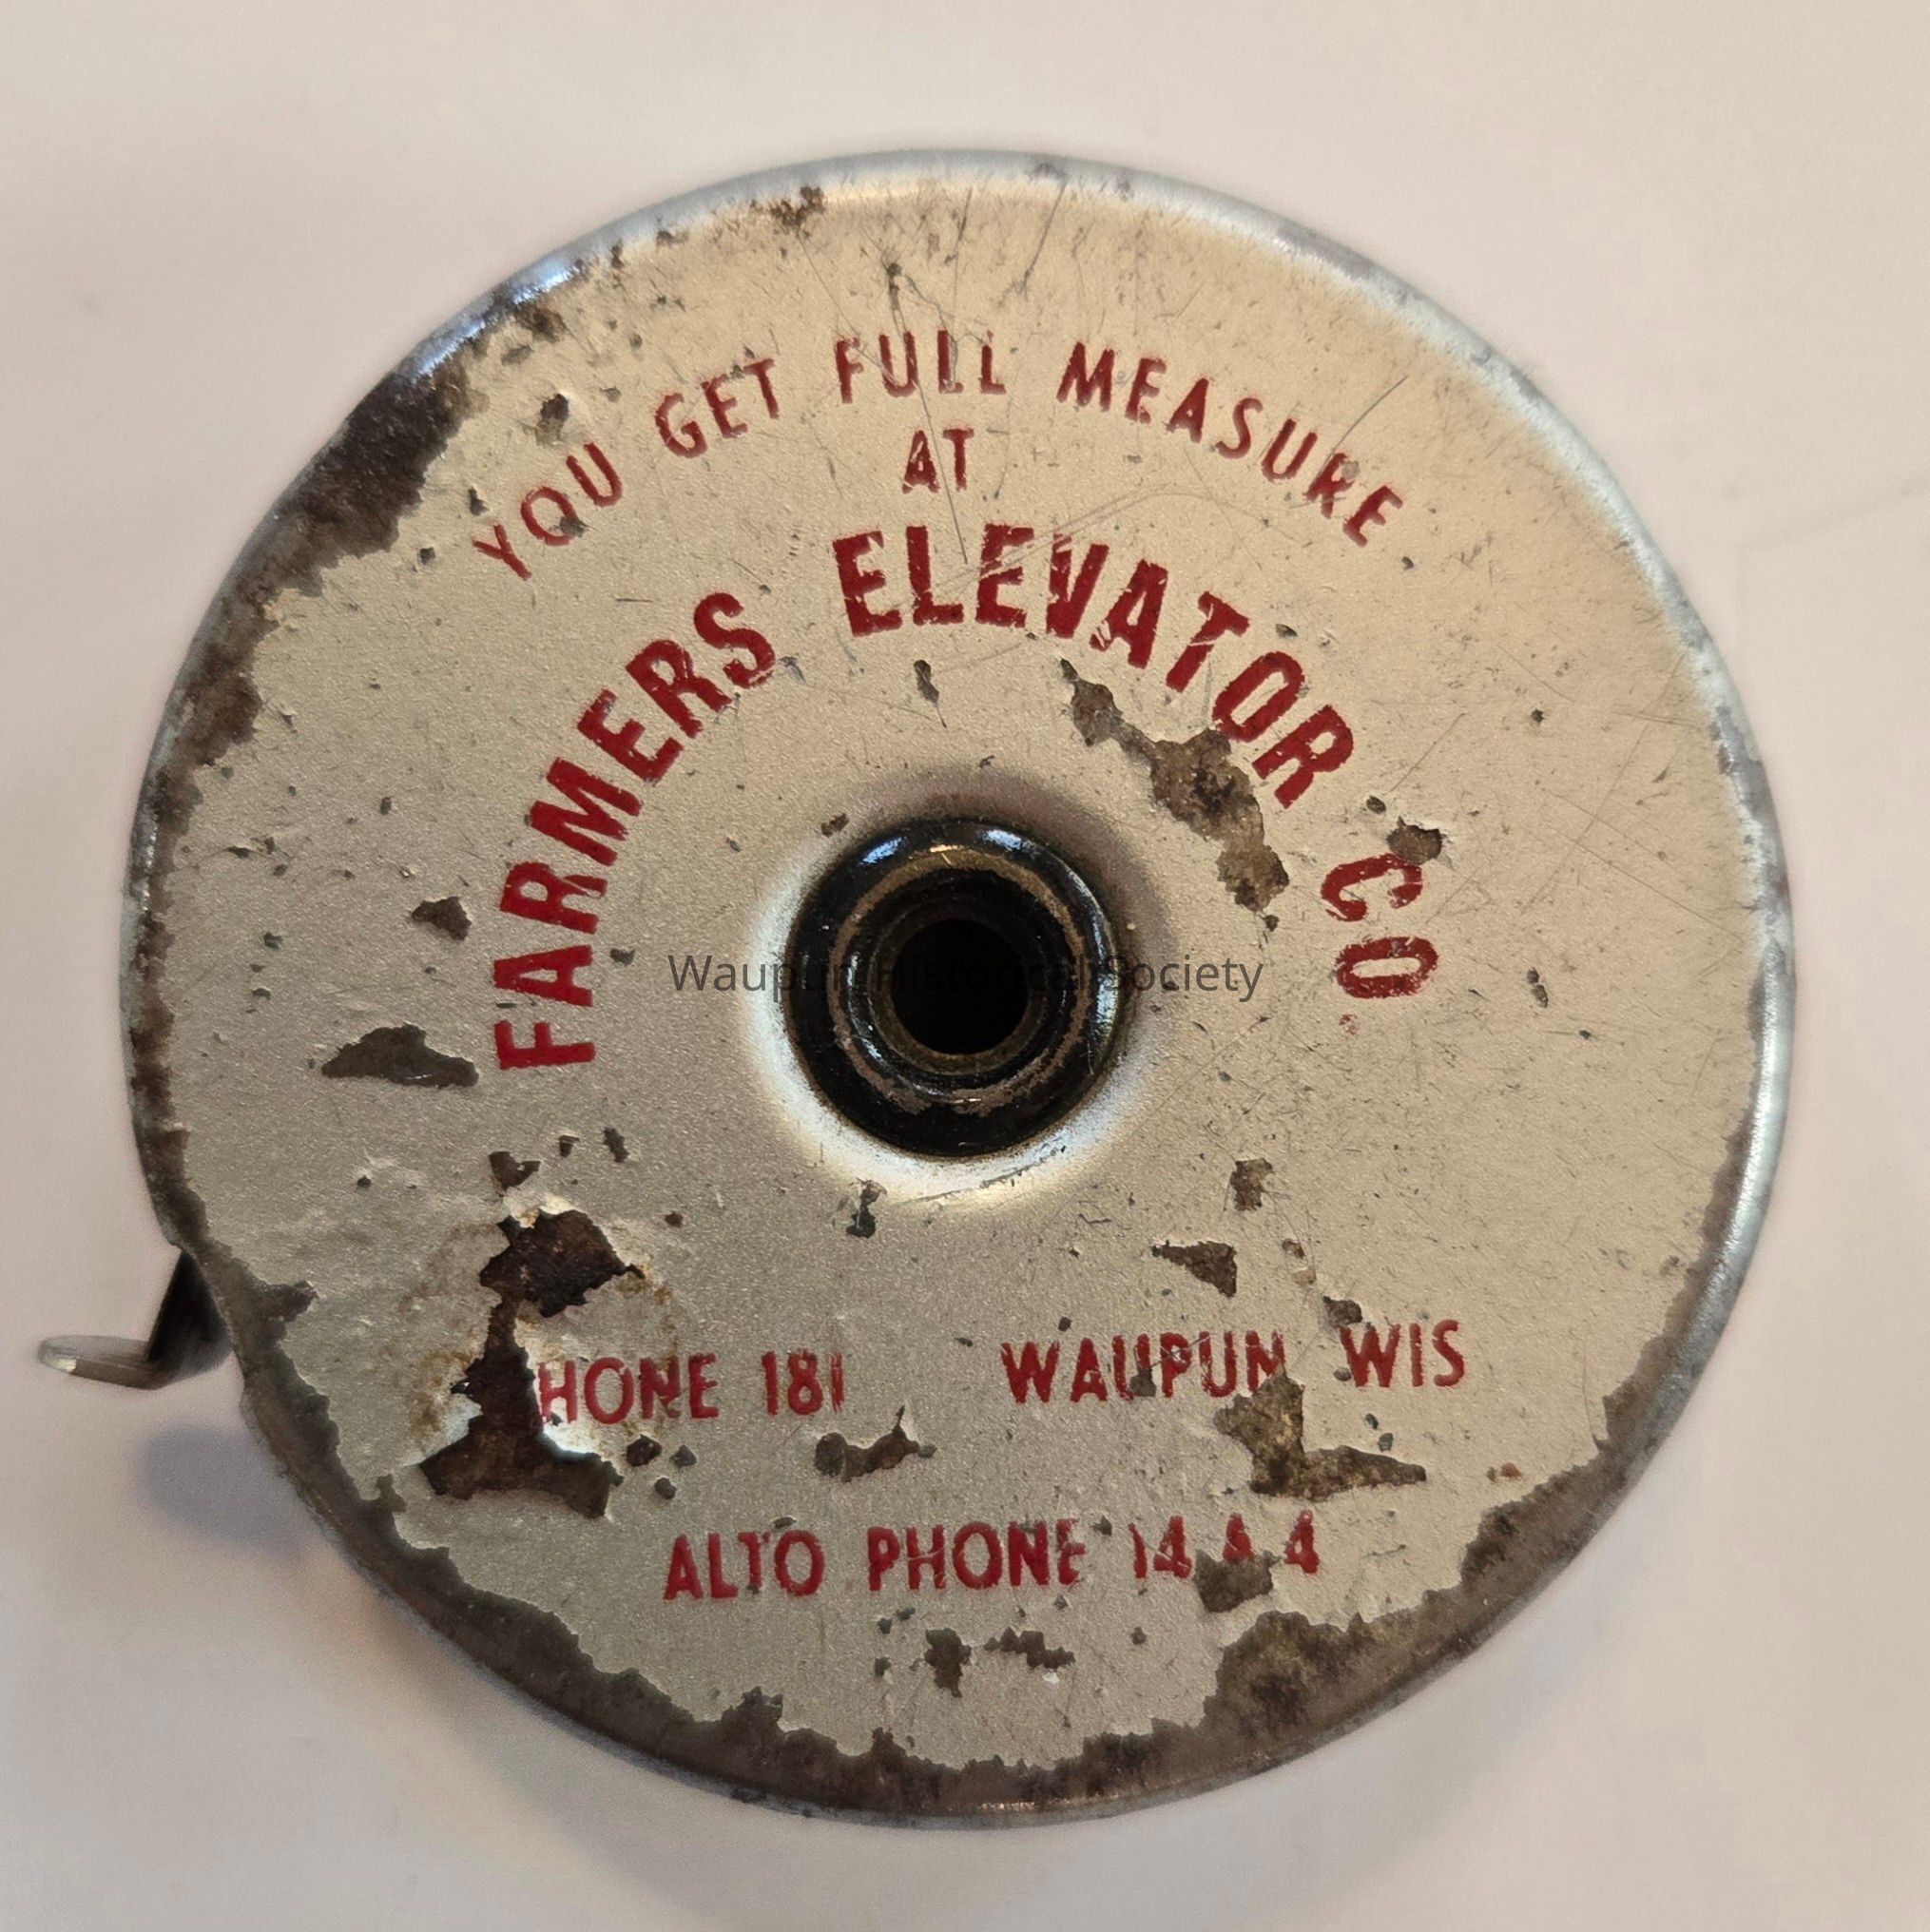 YOU GET FULL MEASURE
AT
FARMERS ELEVATOR CO.
Waupun Historical Society
HONE 181 WAUPUN WIS
ALTO PHONE 14 & 4